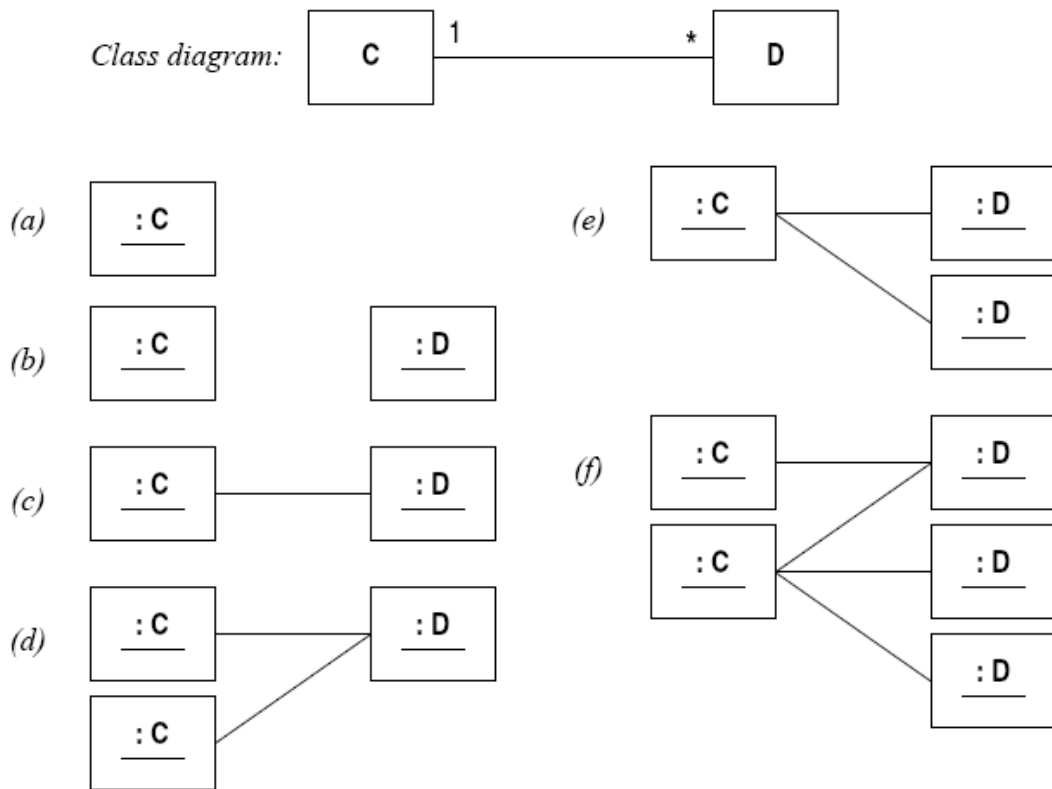 Class diagram:
C
1
*
D
(a)
: C
(b)
: C
: D
(c)
: C
: D
(d)
: C
: D
: C
(e)
: C
: D
: D
(f)
: C
: D
: C
: D
: D